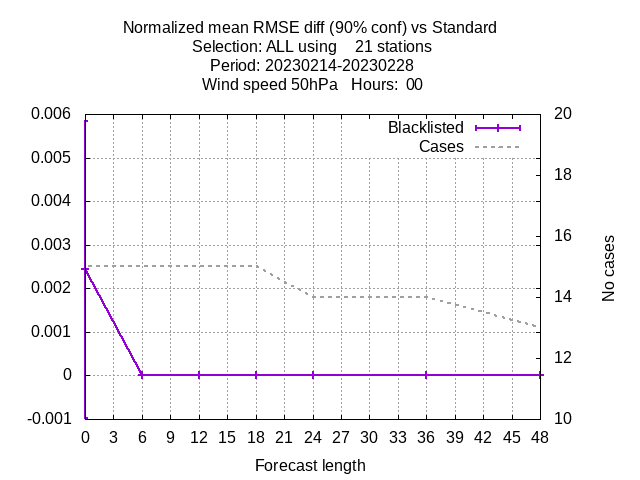 Normalized mean RMSE diff (90% conf) vs Standard
Selection: ALL using    21 stations
Period: 20230214-20230228
Wind speed 50hPa   Hours:  00
Blacklisted
Cases
0.006
0.005
0.004
0.003
0.002
0.001
0
-0.001
20
18
16
14
12
10
No cases
0 3 6 9 12 15 18 21 24 27 30 33 36 39 42 45 48
Forecast length